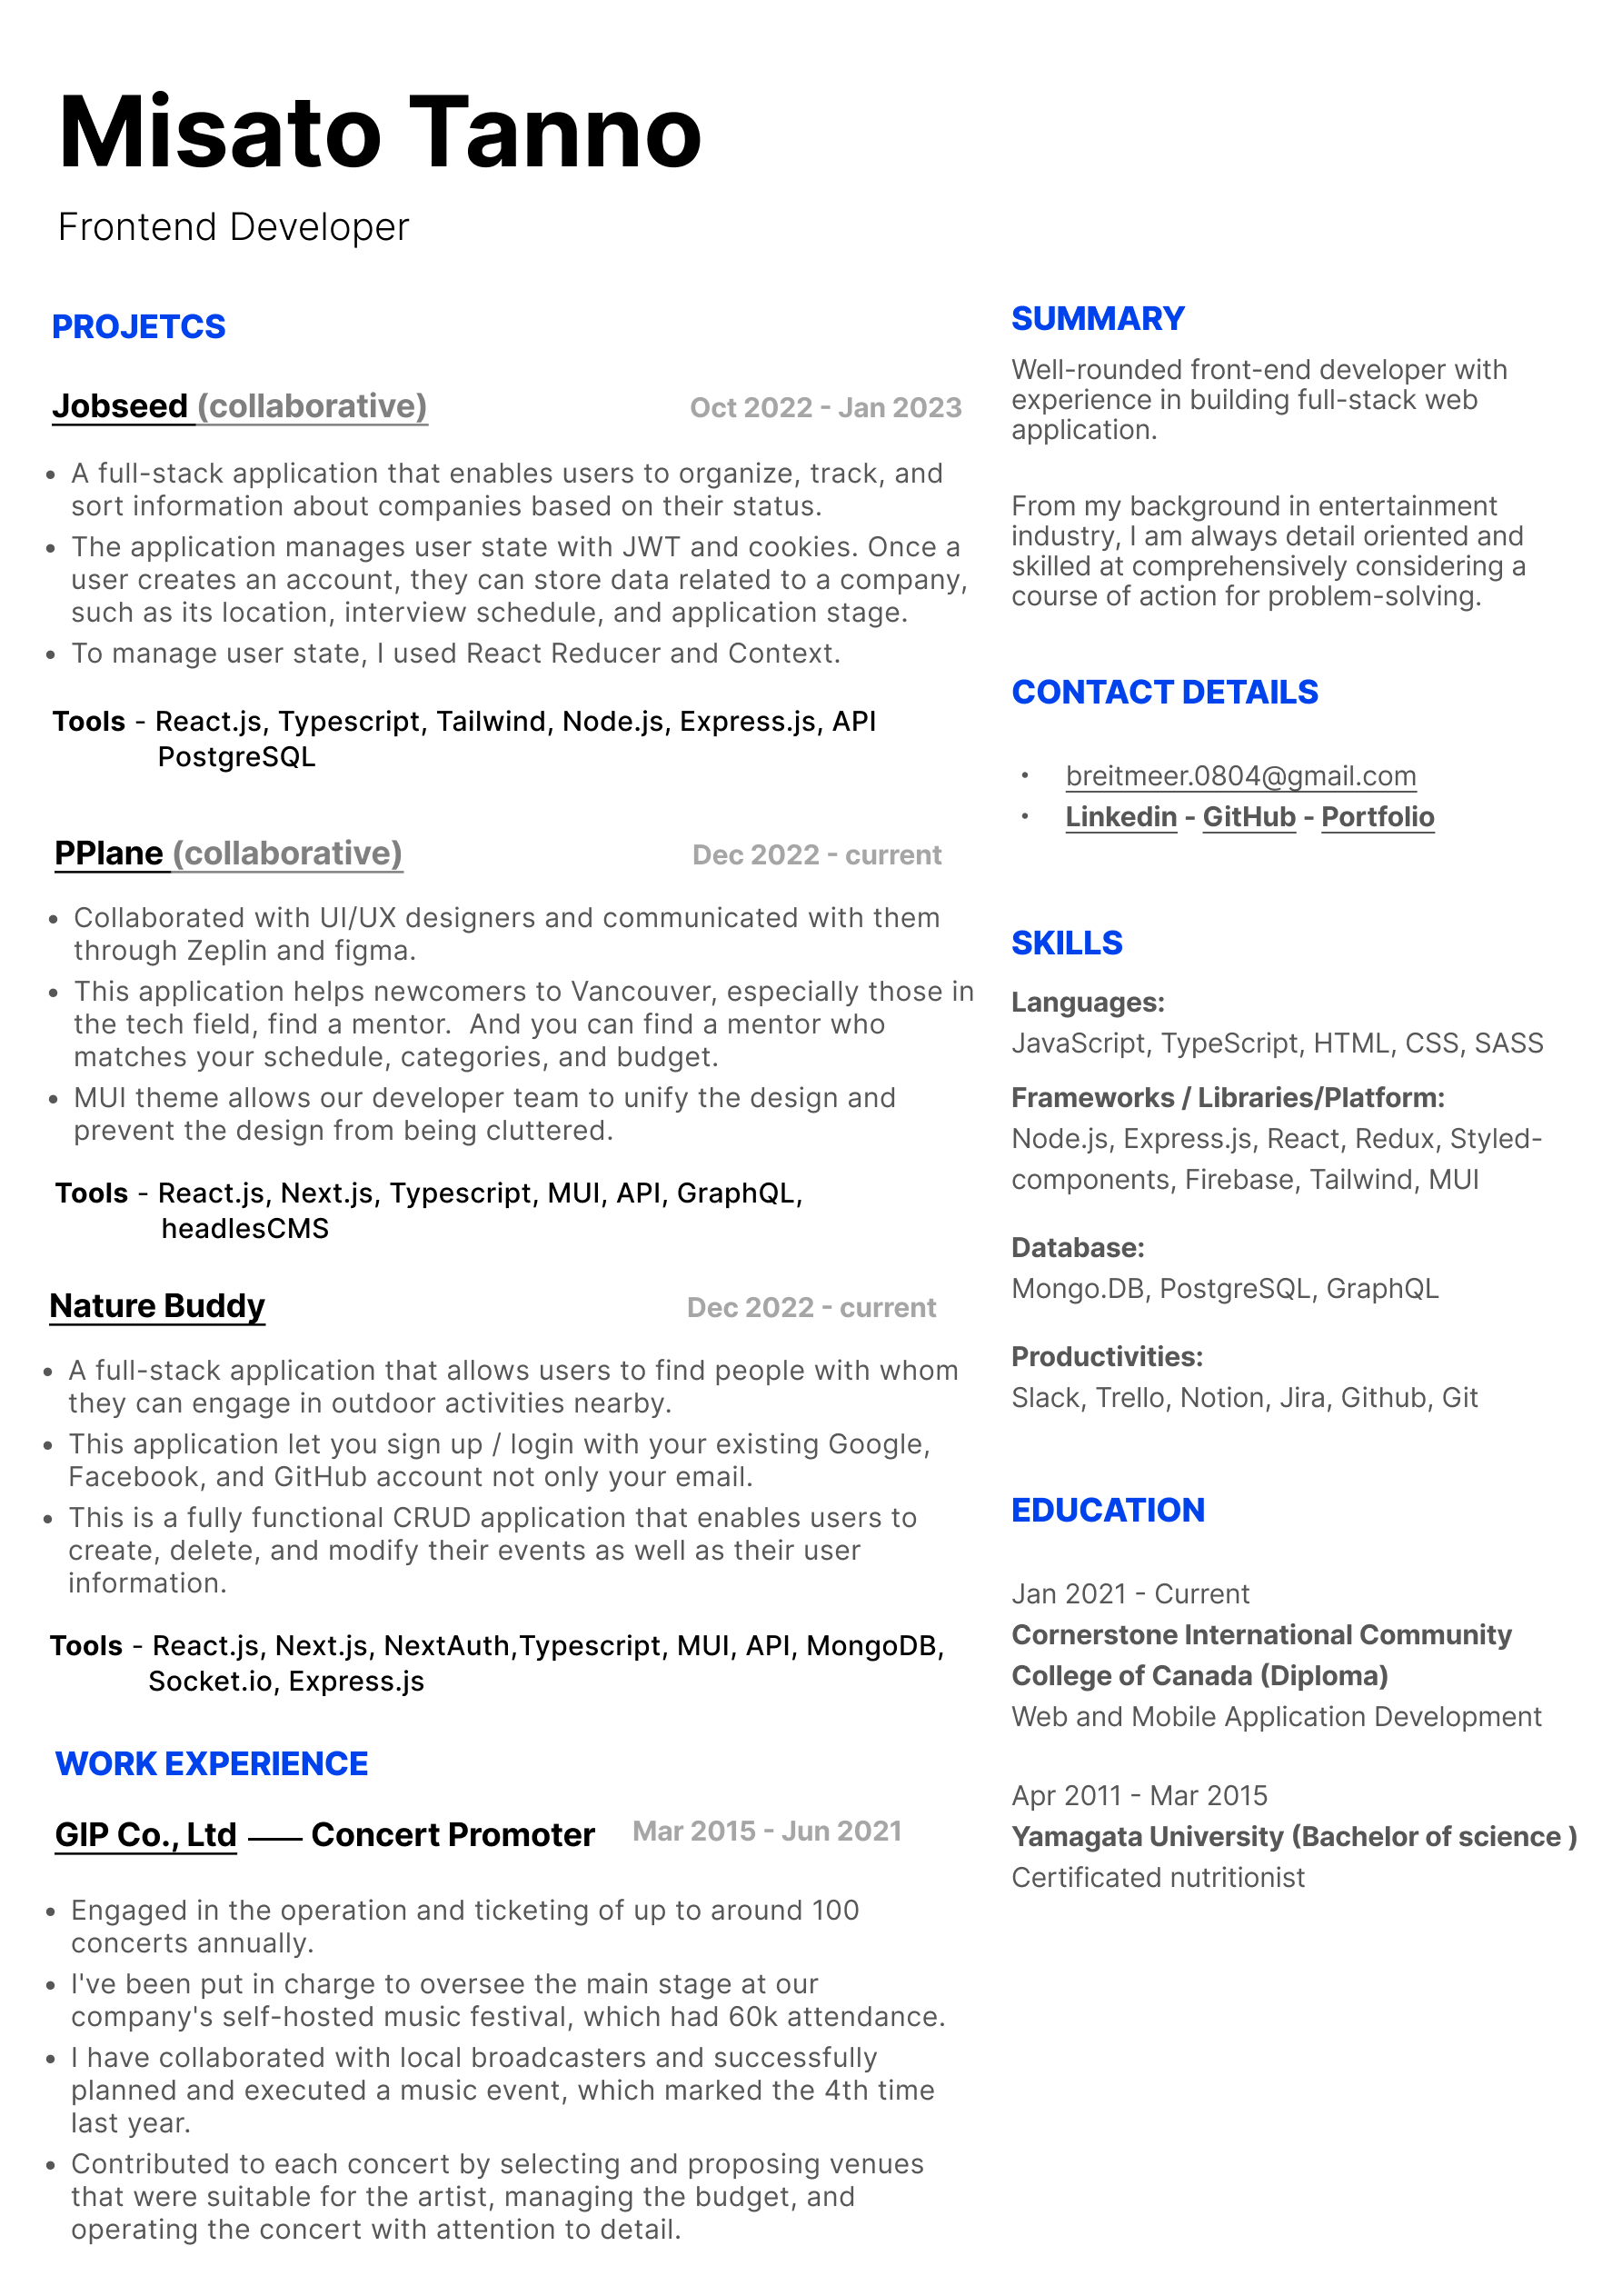 Misato Tanno
Frontend Developer
PROJETCS
Jobseed (collaborative) Oct 2022 - Jan 2023
• A full-stack application that enables users to organize, track, and
sort information about companies based on their status.
• The application manages user state with JWT and cookies. Once a
user creates an account, they can store data related to a company,
such as its location, interview schedule, and application stage.
• To manage user state, I used React Reducer and Context.
Tools - React.js, Typescript, Tailwind, Node.js, Express.js, API
PostgreSQL
PPlane (collaborative) Dec 2022 - current
• Collaborated with UI/UX designers and communicated with them
through Zeplin and figma.
• This application helps newcomers to Vancouver, especially those in
the tech field, find a mentor.  And you can find a mentor who
matches your schedule, categories, and budget.
• MUI theme allows our developer team to unify the design and
prevent the design from being cluttered.
Tools - React.js, Next.js, Typescript, MUI, API, GraphQL,
headlesCMS
Nature Buddy Dec 2022 - current
• A full-stack application that allows users to find people with whom
they can engage in outdoor activities nearby.
• This application let you sign up / login with your existing Google,
Facebook, and GitHub account not only your email.
• This is a fully functional CRUD application that enables users to
create, delete, and modify their events as well as their user
information.
Tools - React.js, Next.js, NextAuth,Typescript, MUI, API, MongoDB,
Socket.io, Express.js
WORK EXPERIENCE
GIP Co., Ltd —— Concert Promoter Mar 2015 - Jun 2021
• Engaged in the operation and ticketing of up to around 100
concerts annually.
• I've been put in charge to oversee the main stage at our
company's self-hosted music festival, which had 60k attendance.
• I have collaborated with local broadcasters and successfully
planned and executed a music event, which marked the 4th time
last year.
• Contributed to each concert by selecting and proposing venues
that were suitable for the artist, managing the budget, and
operating the concert with attention to detail.
SUMMARY
Well-rounded front-end developer with
experience in building full-stack web
application.
From my background in entertainment
industry, I am always detail oriented and
skilled at comprehensively considering a
course of action for problem-solving.
CONTACT DETAILS
• breitmeer.0804@gmail.com
• Linkedin - GitHub - Portfolio
SKILLS
Languages:
JavaScript, TypeScript, HTML, CSS, SASS
Frameworks / Libraries/Platform:
Node.js, Express.js, React, Redux, Styled-
components, Firebase, Tailwind, MUI
Database:
Mongo.DB, PostgreSQL, GraphQL
Productivities:
Slack, Trello, Notion, Jira, Github, Git
EDUCATION
Jan 2021 - Current
Cornerstone International Community
College of Canada (Diploma)
Web and Mobile Application Development
Apr 2011 - Mar 2015
Yamagata University (Bachelor of science )
Certificated nutritionist